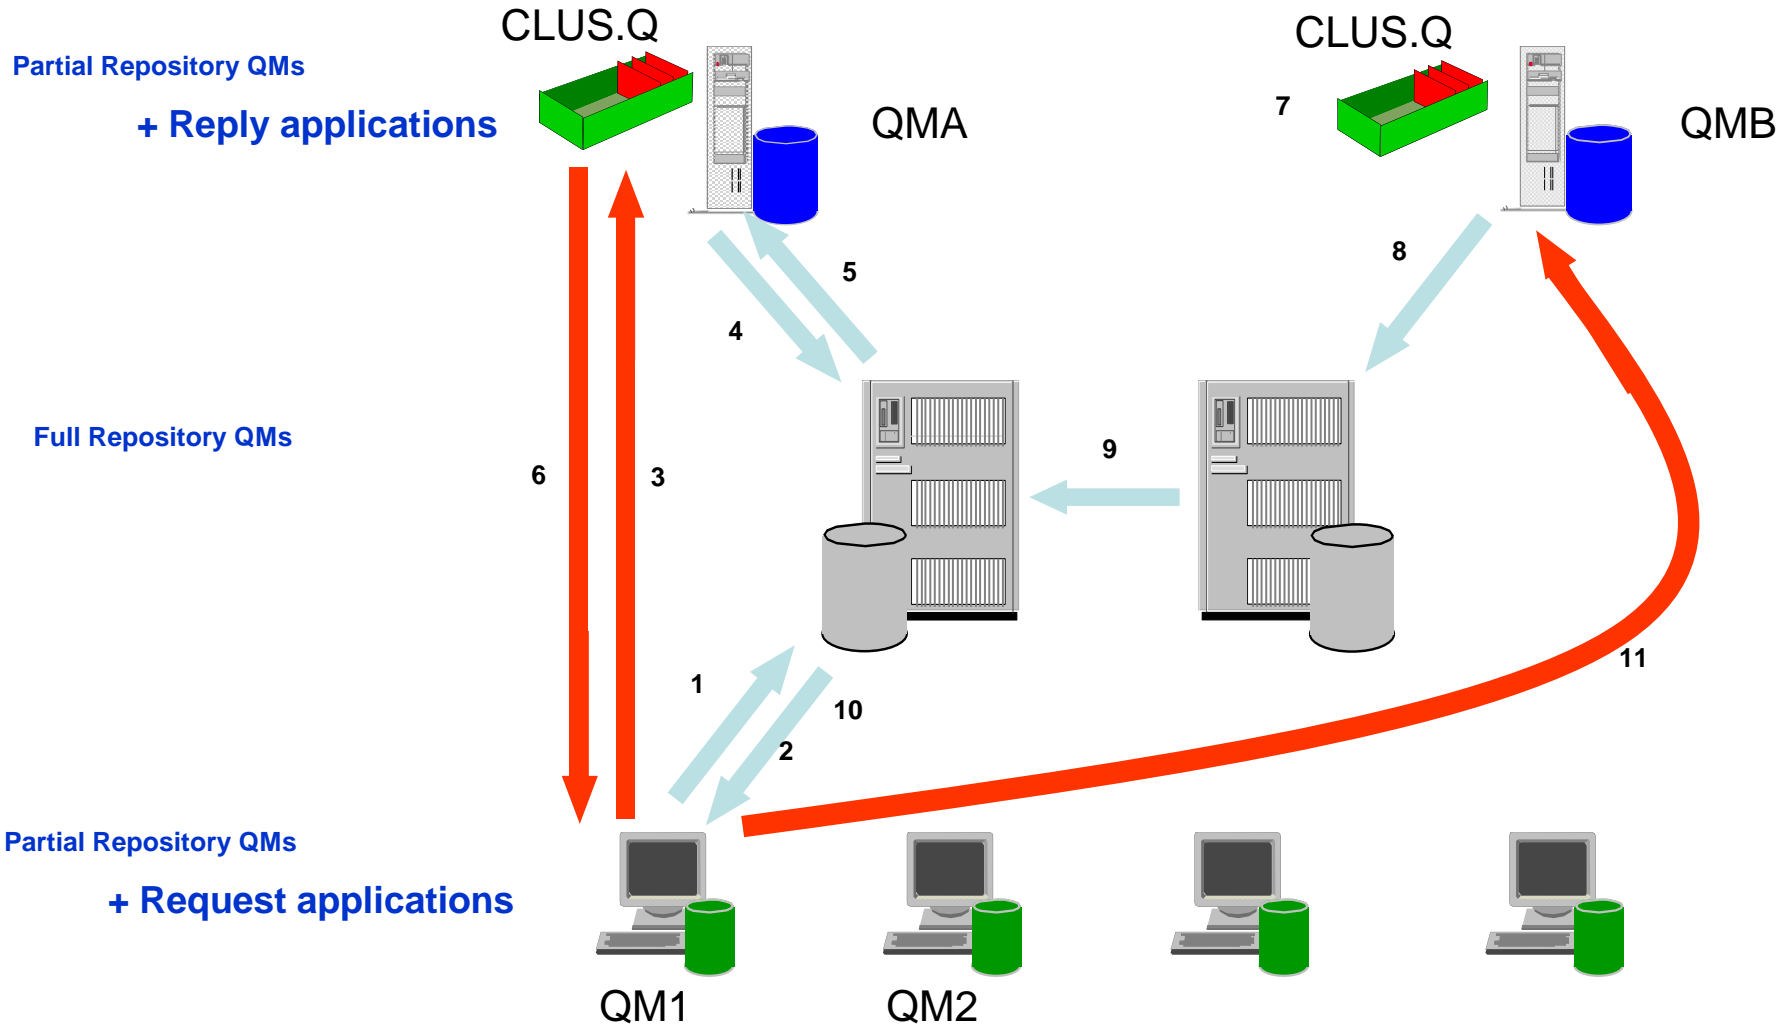 CLUS.Q
CLUS.Q
Partial Repository QMs
+ Reply applications
QMA
7
QMB
8
5
4
Full Repository QMs
9
6
3
11
1
10
2
Partial Repository QMs
+ Request applications
QM1
QM2